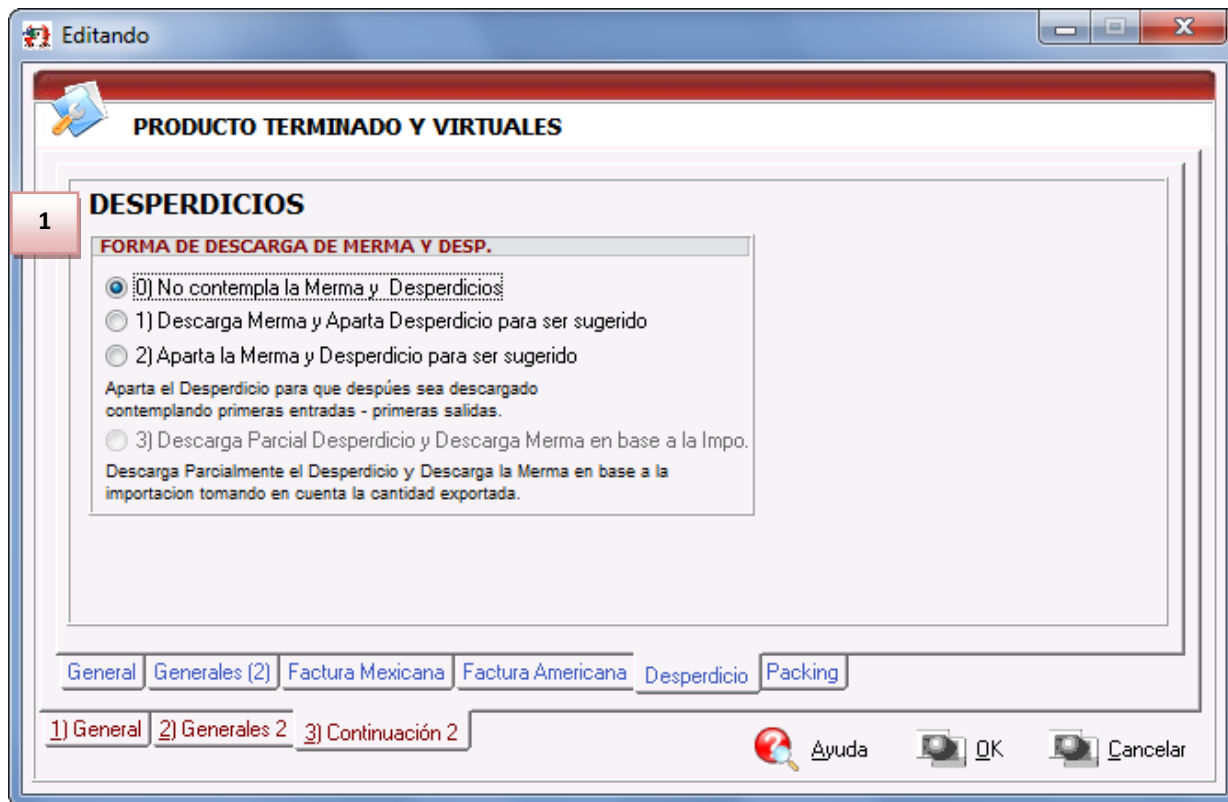 Editando
PRODUCTO TERMINADO Y VIRTUALES
1
DESPERDICIOS
FORMA DE DESCARGA DE MERMA Y DESP.
0) No contempla la Merma y Desperdicios
1) Descarga Merma y Aparta Desperdicio para ser sugerido
2) Aparta la Merma y Desperdicio para ser sugerido
Aparta el Desperdicio para que despúes sea descargado
contemplando primeras entradas - primeras salidas.
3) Descarga Parcial Desperdicio y Descarga Merma en base a la Impo.
Descarga Parcialmente el Desperdicio y Descarga la Merma en base a la
importacion tomando en cuenta la cantidad exportada.
General Generales (2) Factura Mexicana Factura Americana Desperdicio Packing
1) General 2) Generales 2 3) Continuación 2
Ayuda OK Cancelar